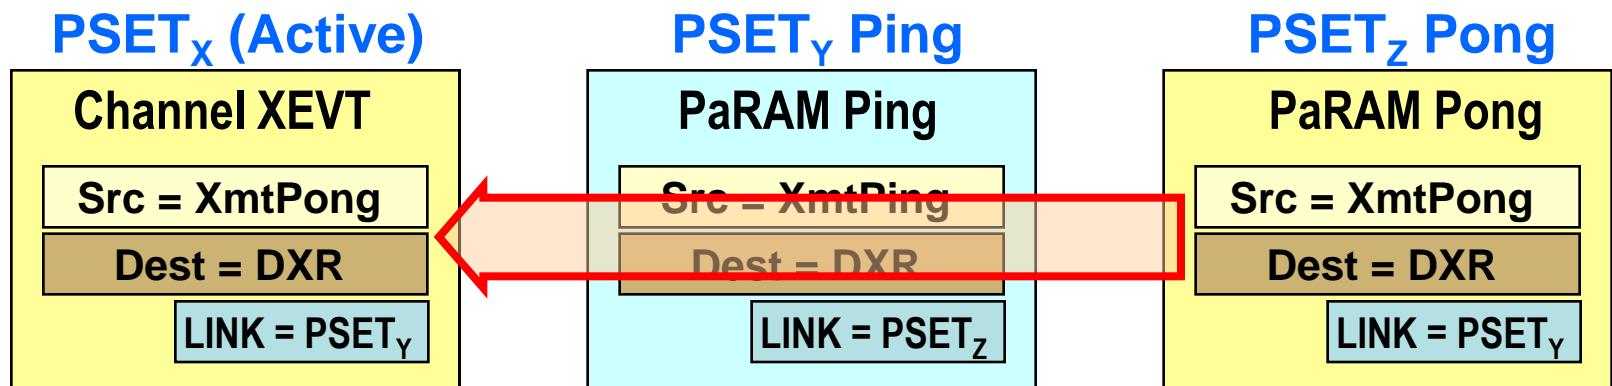 PSETX (Active)
Channel XEVT
Src = XmtPong
Dest = DXR
LINK = PSETY
PSETY Ping
PaRAM Ping
Src = XmtPing
Dest = DXR
LINK = PSETZ
PSETZ Pong
PaRAM Pong
Src = XmtPong
Dest = DXR
LINK = PSETY